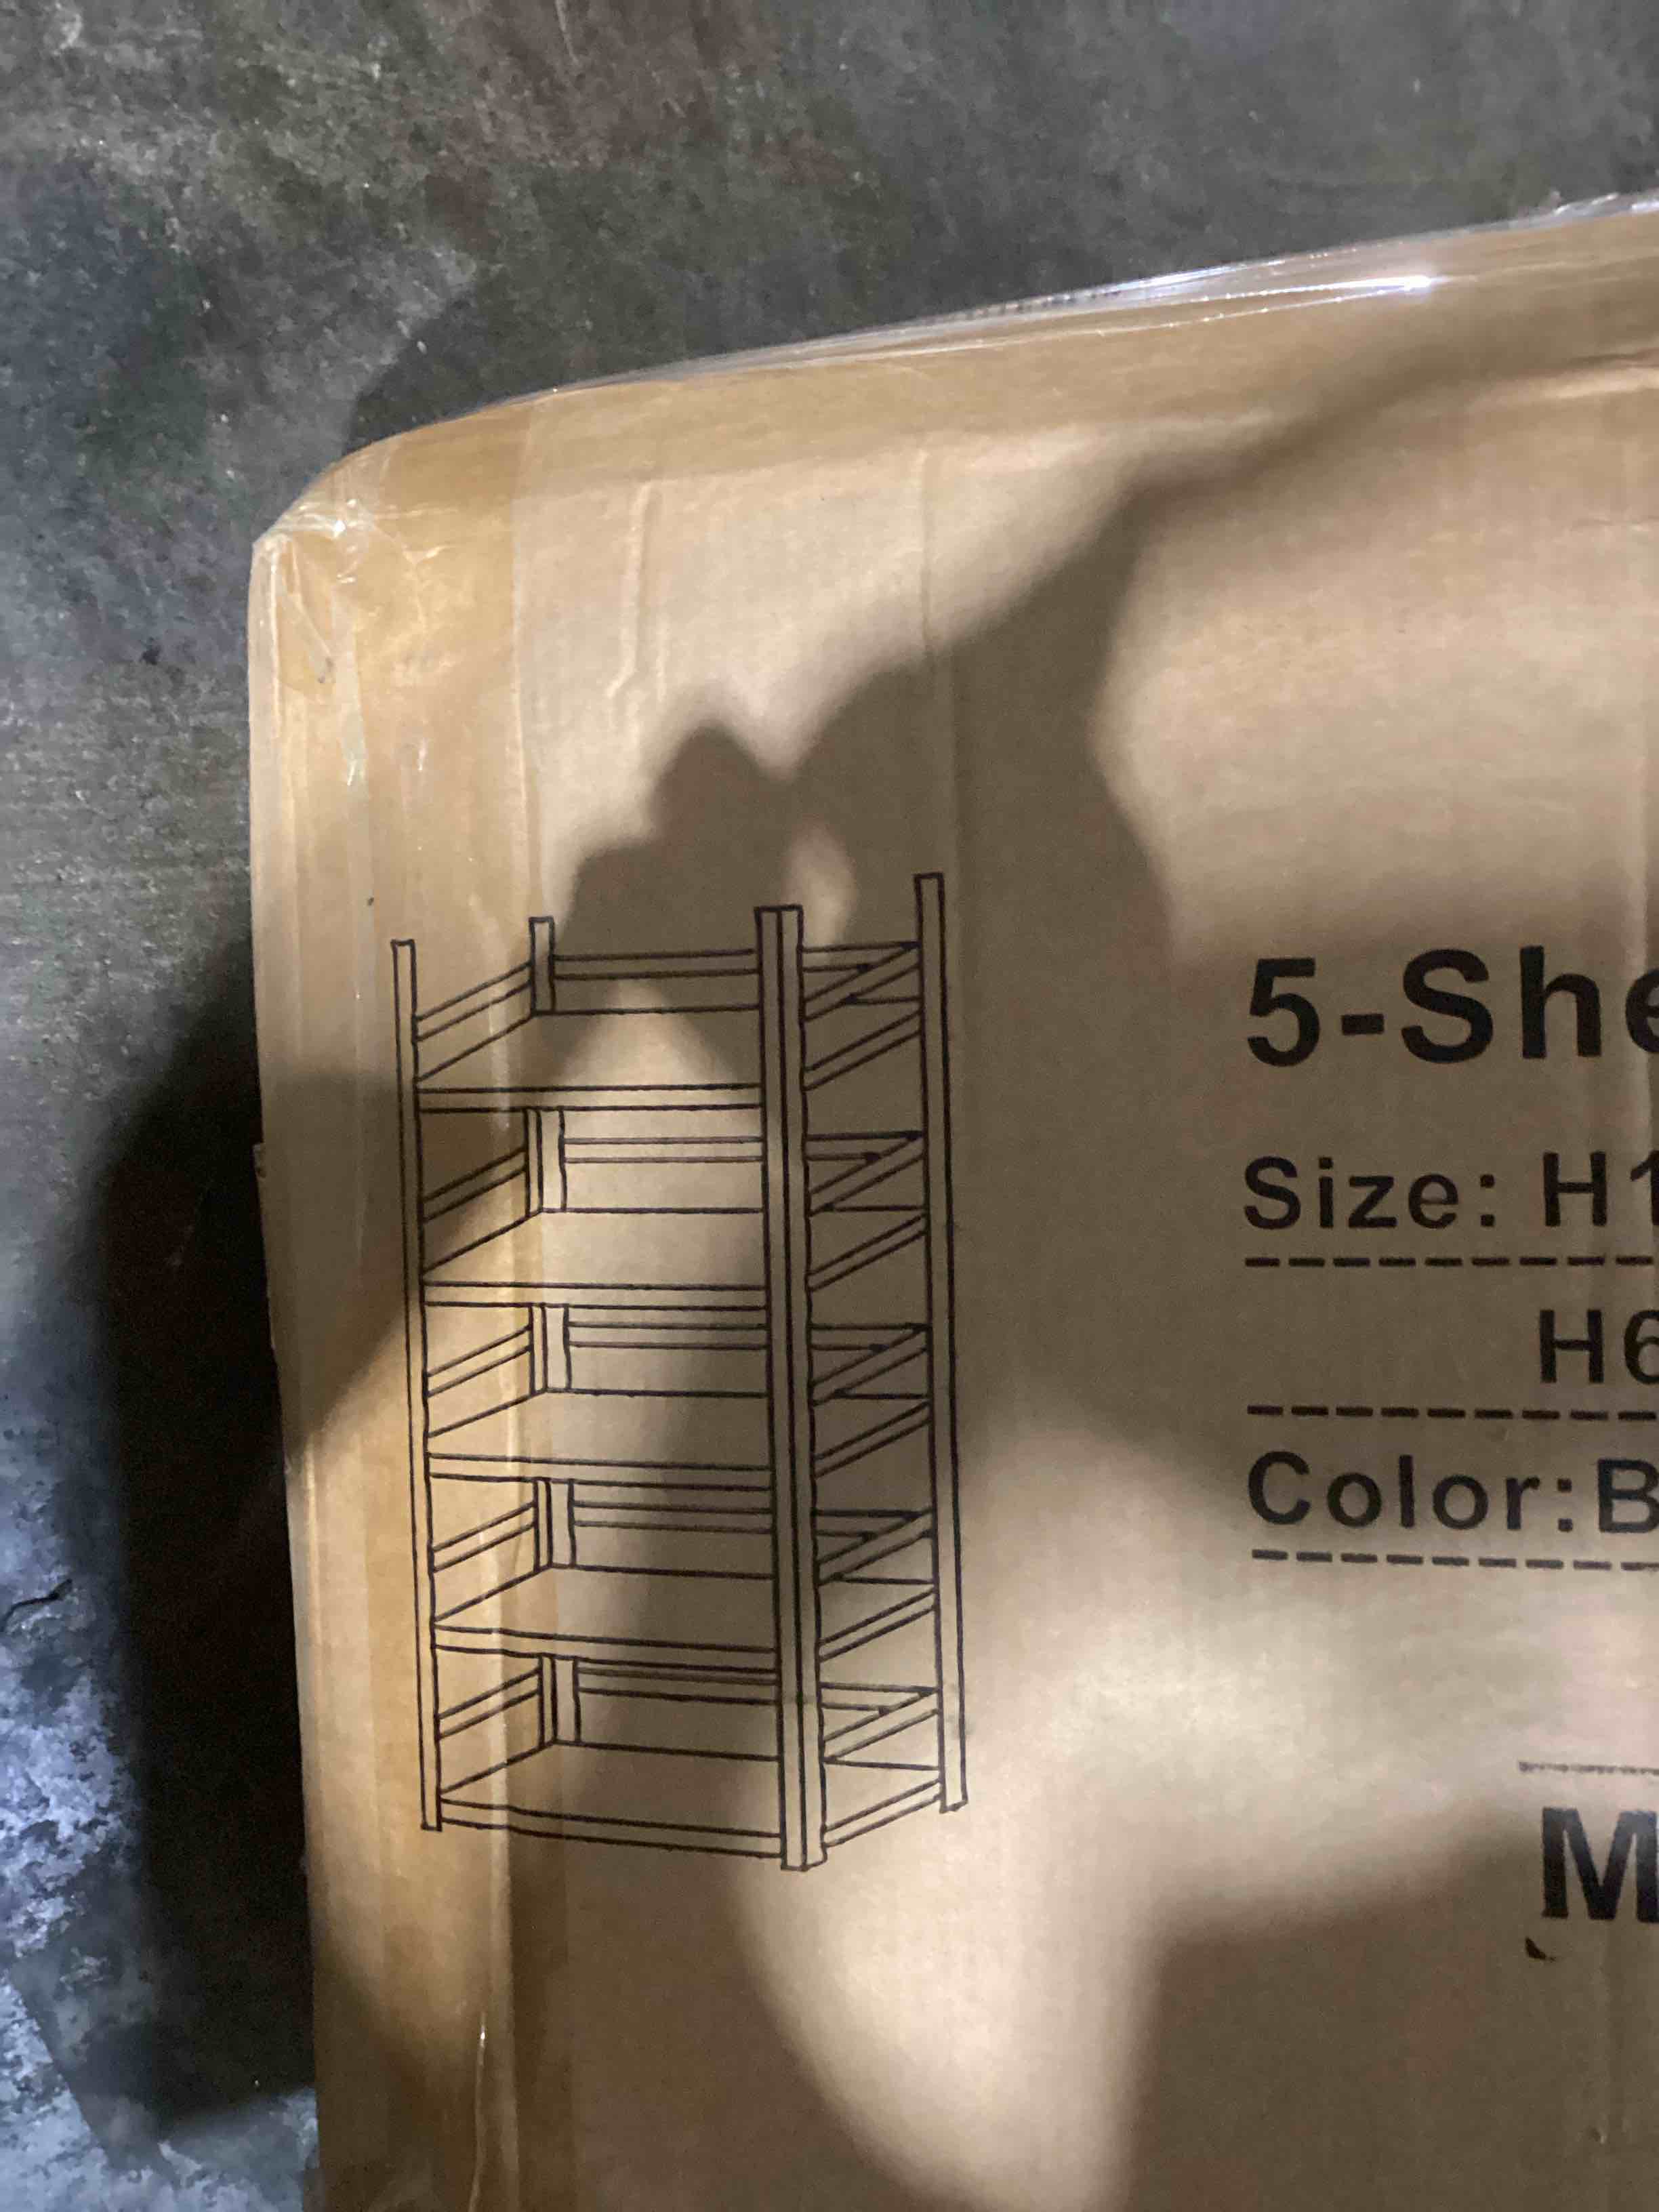 5-She
Size: H1
H6
Color:B
M